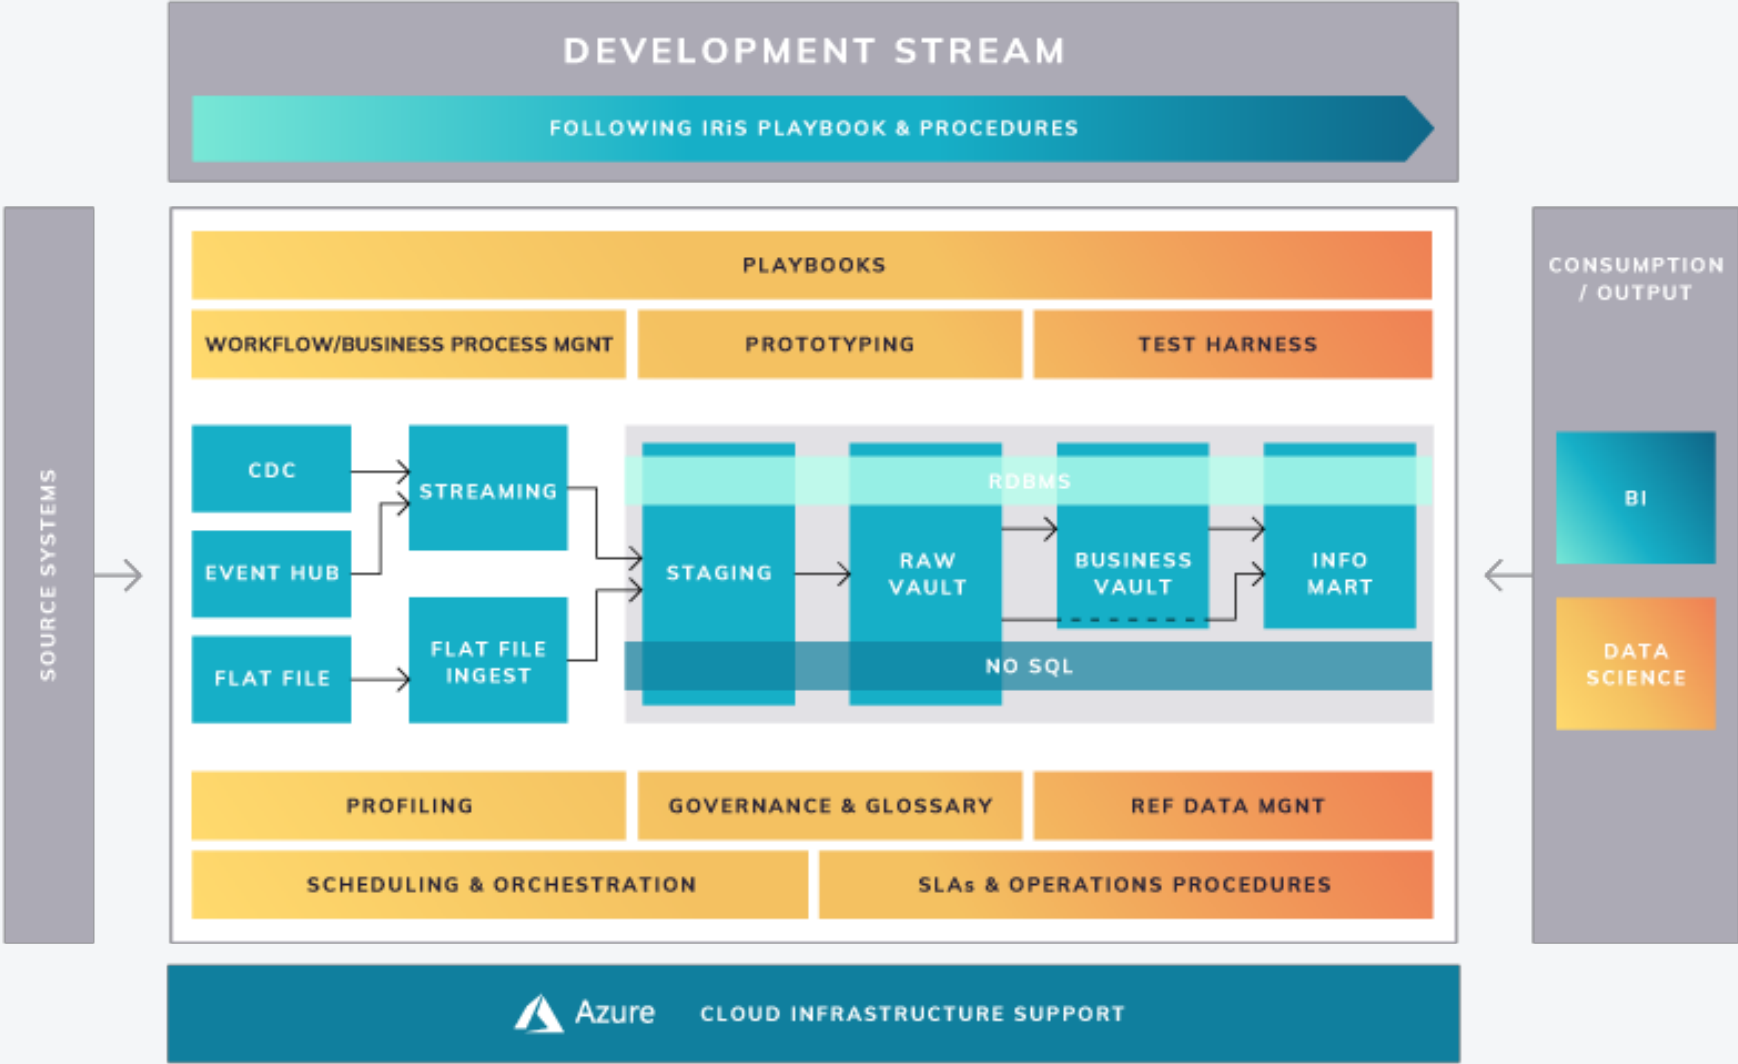 DEVELOPMENT STREAM
FOLLOWING IRiS PLAYBOOK & PROCEDURES
SOURCE SYSTEMS
PLAYBOOKS
WORKFLOW/BUSINESS PROCESS MGNT
PROTOTYPING
TEST HARNESS
CDC
EVENT HUB
FLAT FILE
STREAMING
FLAT FILE
INGEST
RDBMS
STAGING
RAW
VAULT
BUSINESS
VAULT
INFO
MART
NO SQL
PROFILING
GOVERNANCE & GLOSSARY
REF DATA MGNT
SCHEDULING & ORCHESTRATION
SLAs & OPERATIONS PROCEDURES
CONSUMPTION
/ OUTPUT
BI
DATA
SCIENCE
Azure
CLOUD INFRASTRUCTURE SUPPORT